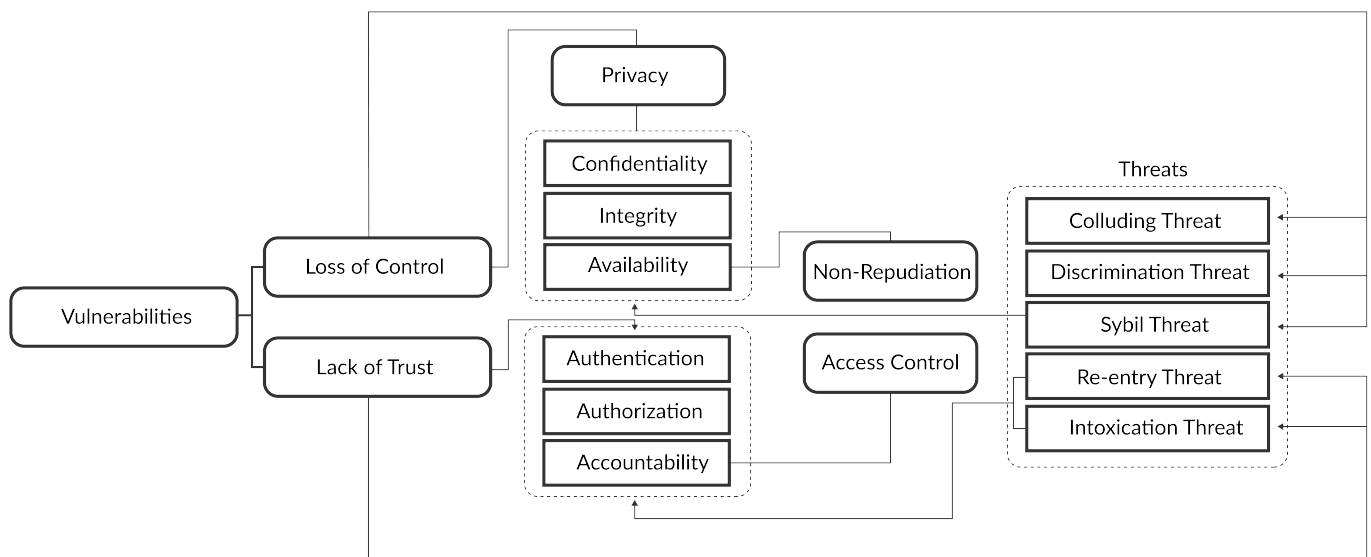 Privacy
Confidentiality
Integrity
Availability
Non-Repudiation
Loss of Control
Vulnerabilities
Lack of Trust
Authentication
Authorization
Accountability
Access Control
Threats
Colluding Threat
Discrimination Threat
Sybil Threat
Re-entry Threat
Intoxication Threat